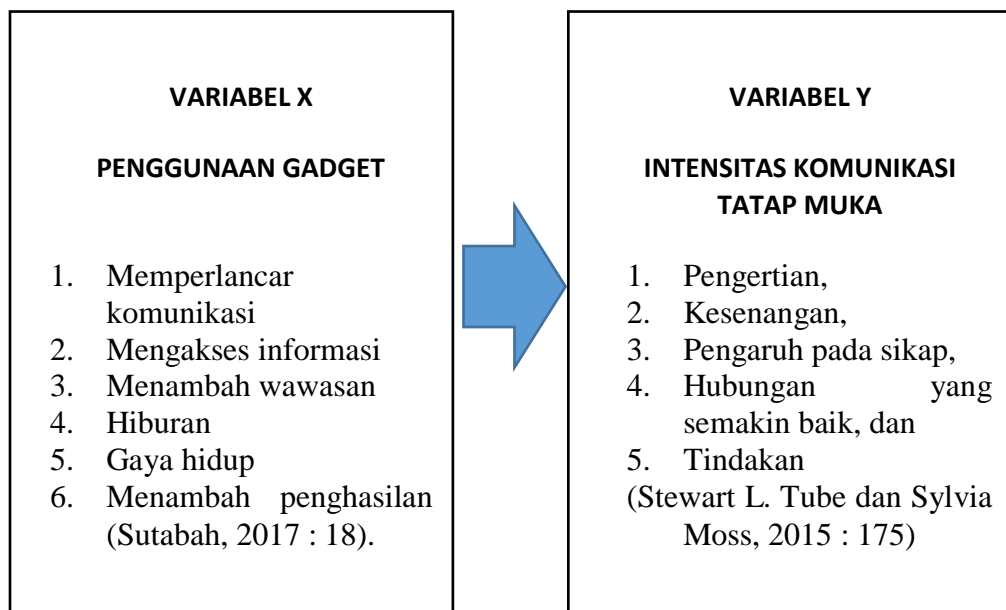 VARIABEL X
PENGGUNAAN GADGET
1. Memperlancar
komunikasi
2. Mengakses informasi
3. Menambah wawasan
4. Hiburan
5. Gaya hidup
6. Menambah penghasilan
(Sutabah, 2017 : 18).
VARIABEL Y
INTENSITAS KOMUNIKASI
TATAP MUKA
1. Pengertian,
2. Kesenangan,
3. Pengaruh pada sikap,
4. Hubungan yang
semakin baik, dan
5. Tindakan
(Stewart L. Tube dan Sylvia
Moss, 2015 : 175)